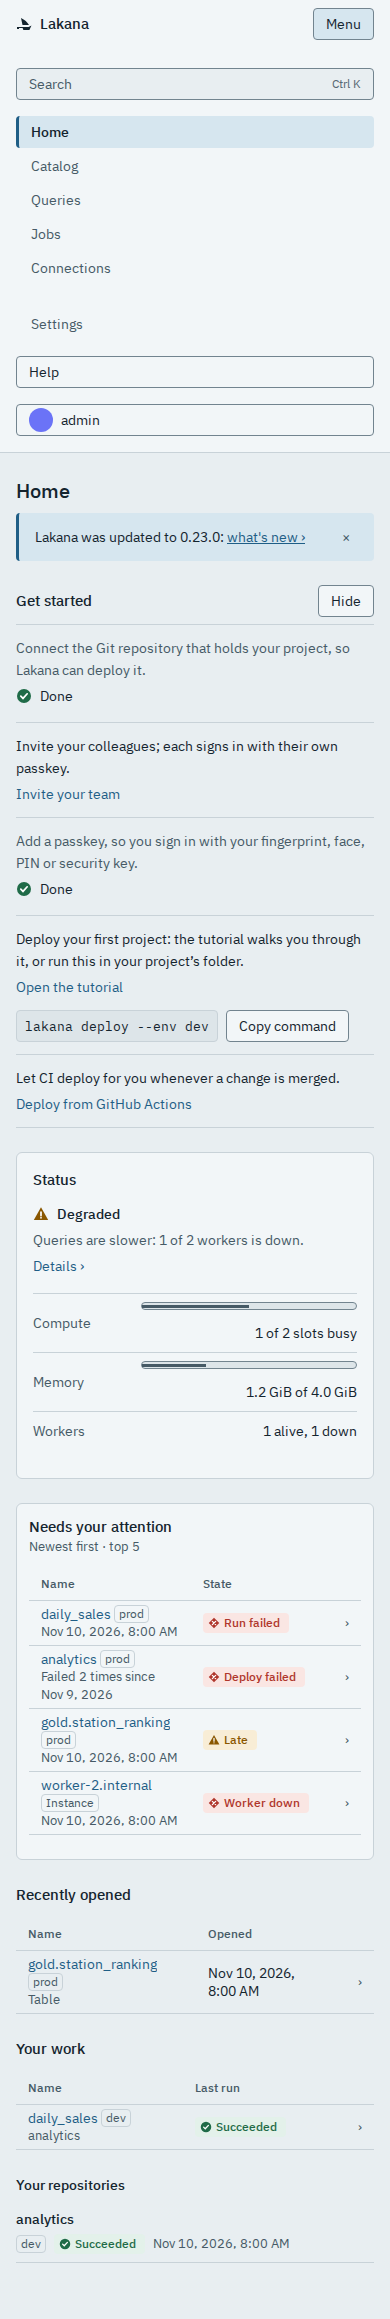 Lakana
Menu
Search
Ctrl K
Home
Catalog
Queries
Jobs
Connections
Settings
Help
admin
Home
Lakana was updated to 0.23.0: what's new ›
×
Get started
Hide
Connect the Git repository that holds your project, so
Lakana can deploy it.
Done
Invite your colleagues; each signs in with their own
passkey.
Invite your team
Add a passkey, so you sign in with your fingerprint, face,
PIN or security key.
Done
Deploy your first project: the tutorial walks you through
it, or run this in your project’s folder.
Open the tutorial
lakana deploy --env dev
Copy command
Let CI deploy for you whenever a change is merged.
Deploy from GitHub Actions
Status
Degraded
Queries are slower: 1 of 2 workers is down.
Details ›
Compute
1 of 2 slots busy
Memory
1.2 GiB of 4.0 GiB
Workers
1 alive, 1 down
Needs your attention
Newest first · top 5
Name
State
daily_sales prod
Nov 10, 2026, 8:00 AM
Run failed
›
analytics prod
Failed 2 times since
Nov 9, 2026
Deploy failed
›
gold.station_ranking
prod
Nov 10, 2026, 8:00 AM
Late
›
worker-2.internal
Instance
Nov 10, 2026, 8:00 AM
Worker down
›
Recently opened
Name
Opened
gold.station_ranking
prod
Table
Nov 10, 2026,
8:00 AM
›
Your work
Name
Last run
daily_sales dev
analytics
Succeeded
›
Your repositories
analytics
dev Succeeded Nov 10, 2026, 8:00 AM